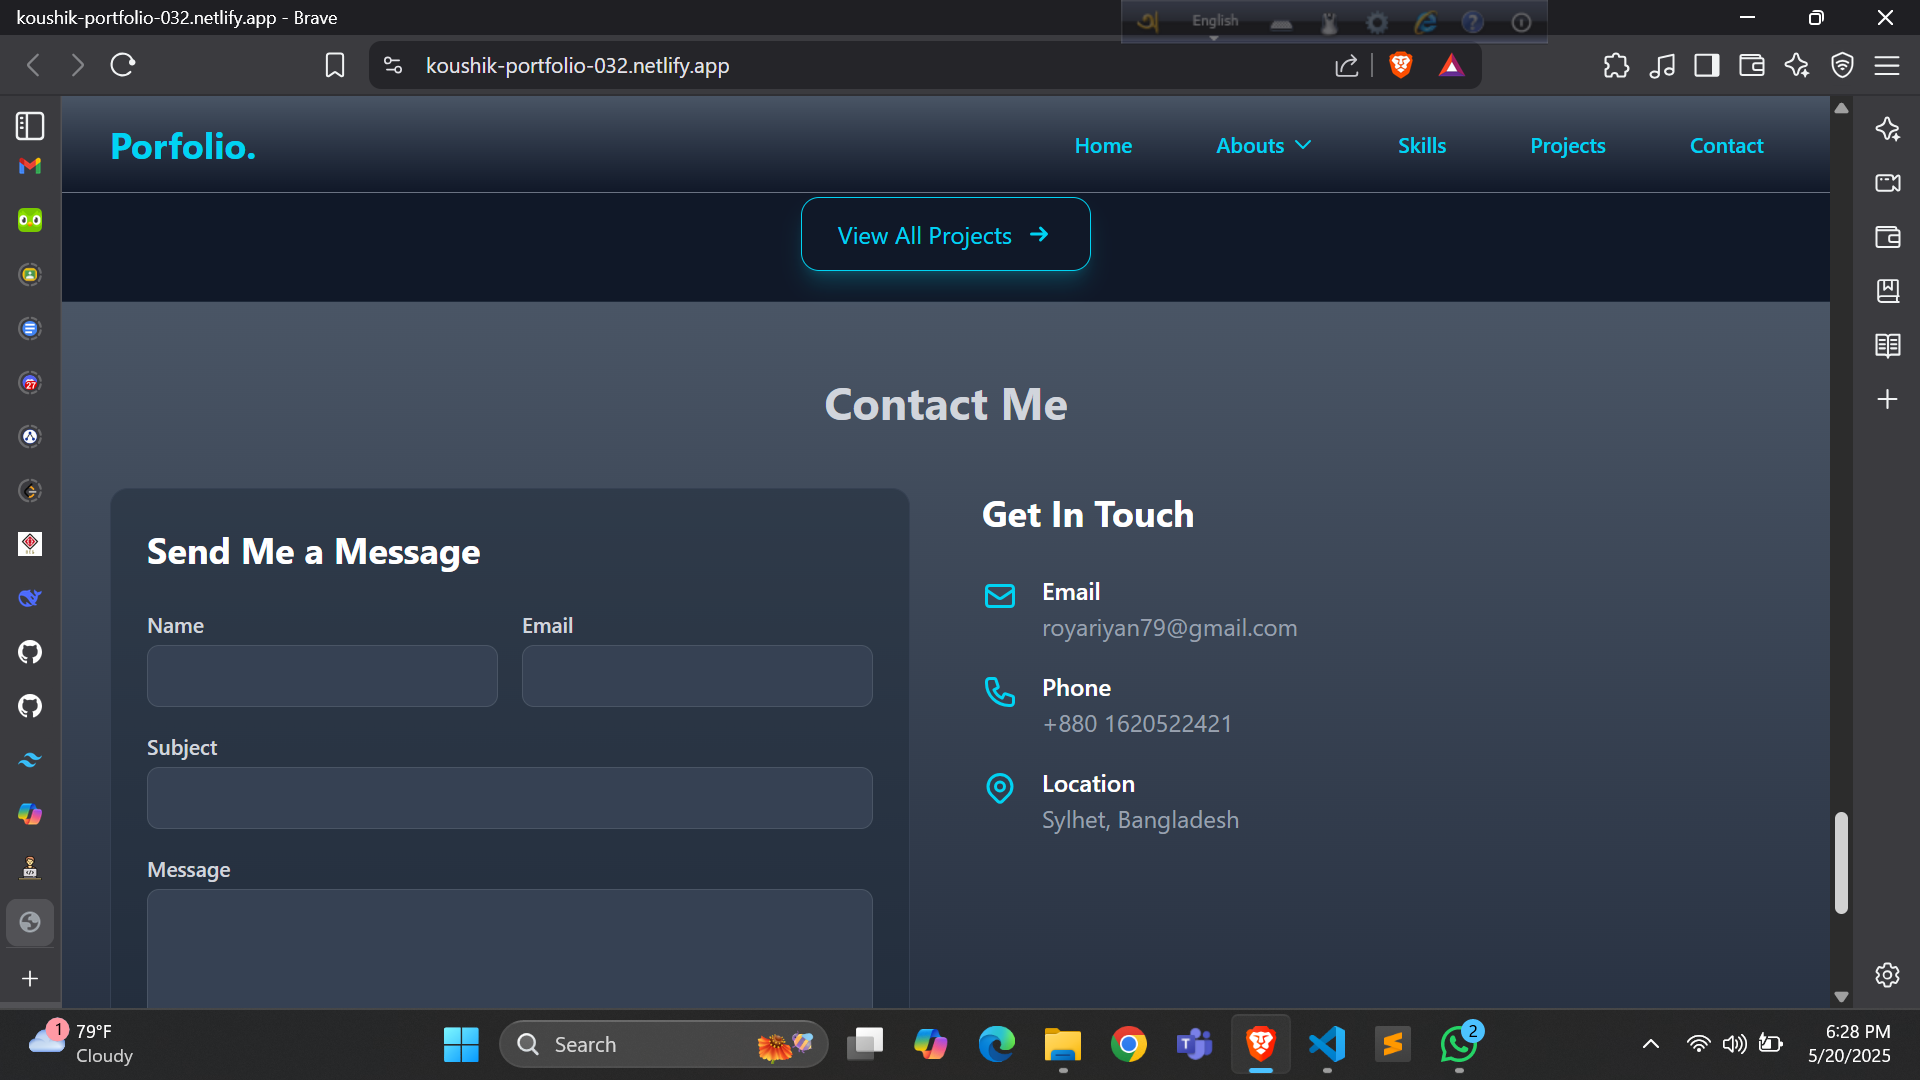 koushik-portfolio-032.netlify.app - Brave
English
koushik-portfolio-032.netlify.app
Porfolio.
Home
Abouts
Skills
Projects
Contact
View All Projects
Contact Me
Send Me a Message
Name
Email
Subject
Message
Get In Touch
Email
royariyan79@gmail.com
Phone
+880 1620522421
Location
Sylhet, Bangladesh
27
1
79°F
Cloudy
Search
2
6:28 PM
5/20/2025